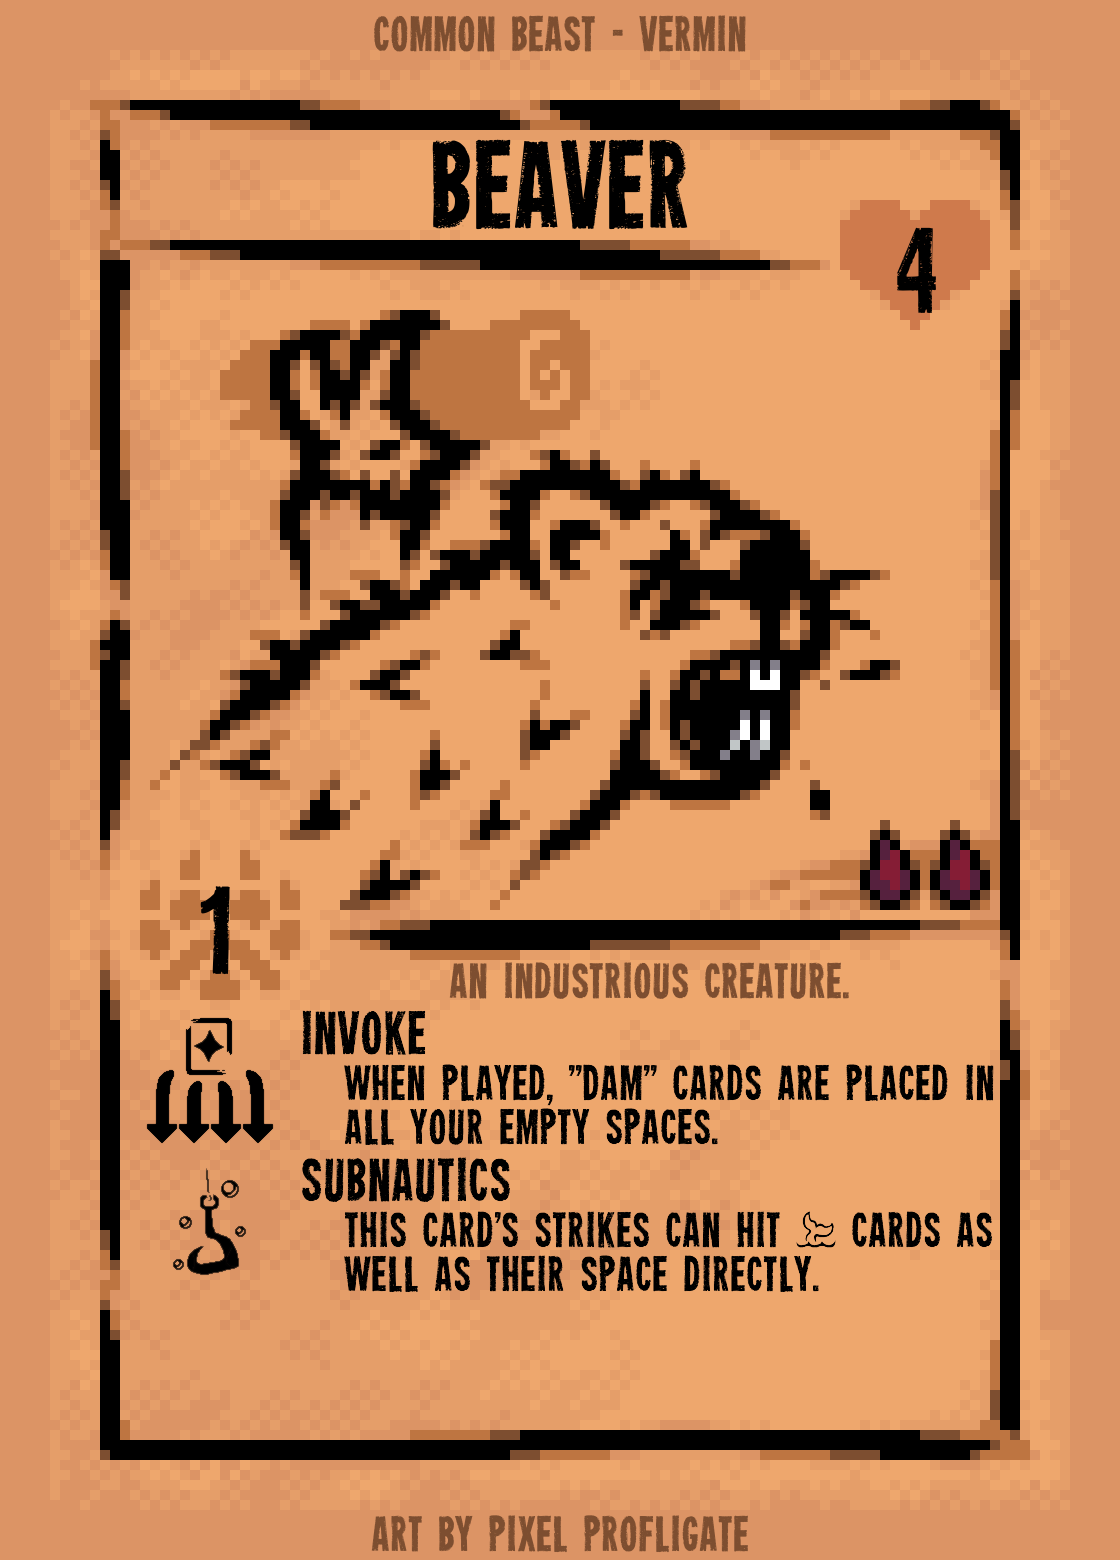 COMMON BEAST - VERMIN
BEAVER
4
1
AN INDUSTRIOUS CREATURE.
INVOKE
WHEN PLAYED, "DAM" CARDS ARE PLACED IN
ALL YOUR EMPTY SPACES.
SUBNAUTICS
THIS CARD'S STRIKES CAN HIT CARDS AS
WELL AS THEIR SPACE DIRECTLY.
ART BY PIXEL PROFLIGATE